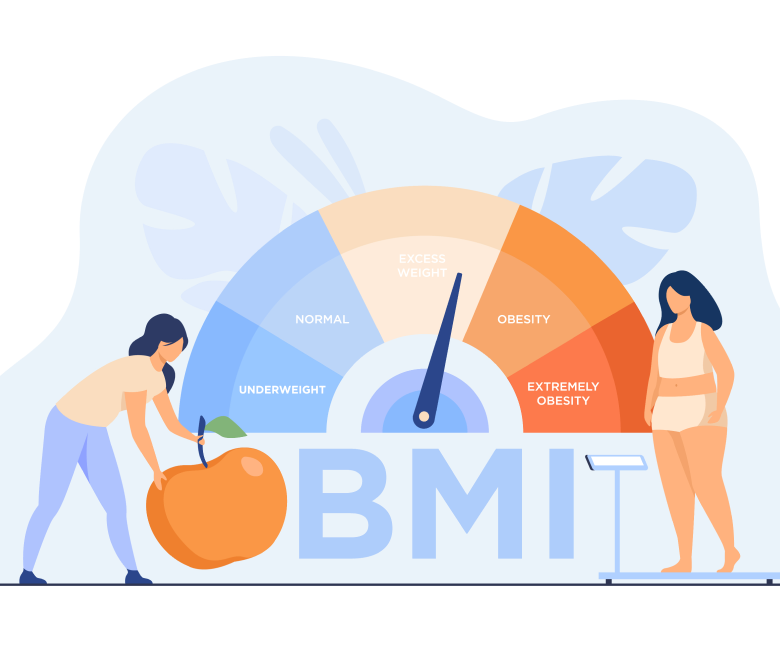 EXCESS
WEIGHT
NORMAL
OBESITY
UNDERWEIGHT
EXTREMELY
OBESITY
BMI